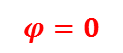 φ = 0